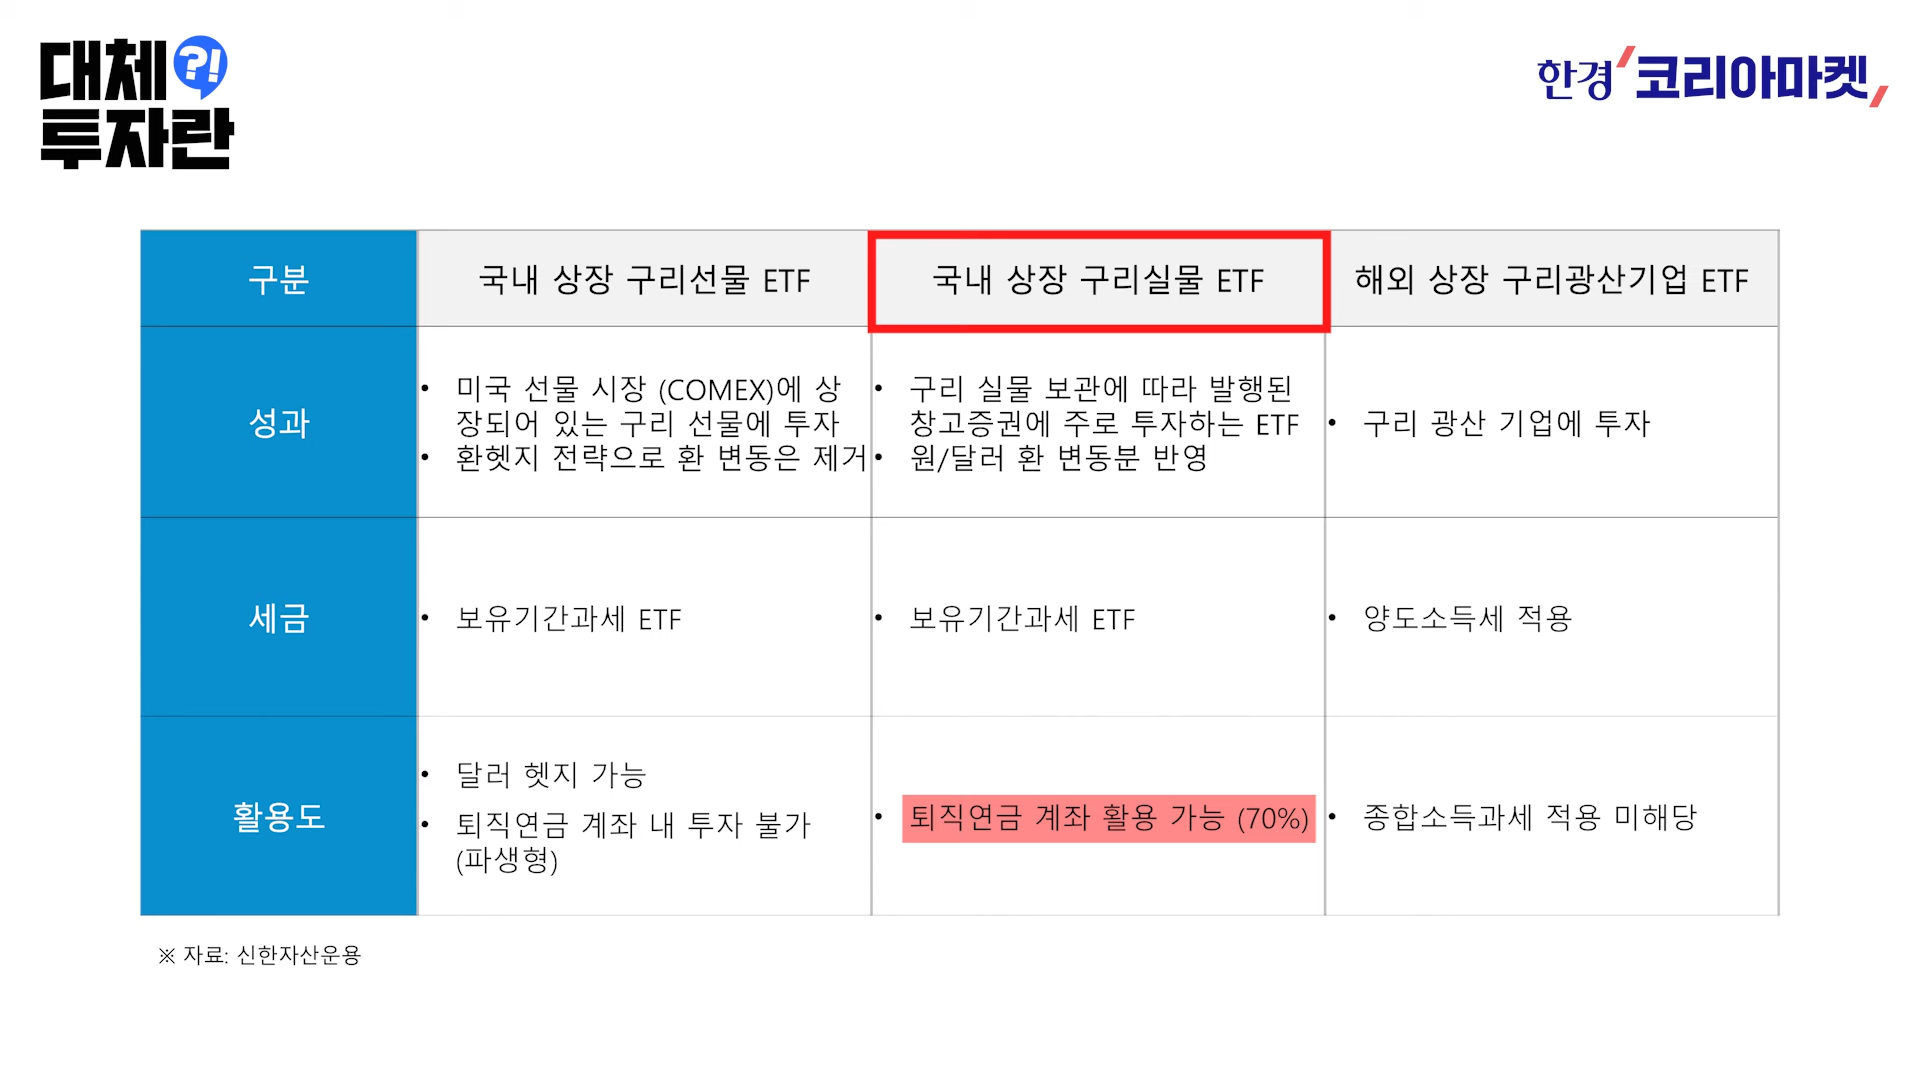 대체?!
투자란
한경 코리아마켓
구분
국내 상장 구리선물 ETF
국내 상장 구리실물 ETF
해외 상장 구리광산기업 ETF
성과
• 미국 선물 시장 (COMEX)에 상
장되어 있는 구리 선물에 투자
• 환헷지 전략으로 환 변동은 제거
• 구리 실물 보관에 따라 발행된
창고증권에 주로 투자하는 ETF
• 원/달러 환 변동분 반영
• 구리 광산 기업에 투자
세금
• 보유기간과세 ETF
• 보유기간과세 ETF
• 양도소득세 적용
활용도
• 달러 헷지 가능
• 퇴직연금 계좌 내 투자 불가
(파생형)
• 퇴직연금 계좌 활용 가능 (70%)
• 종합소득과세 적용 미해당
※ 자료: 신한자산운용